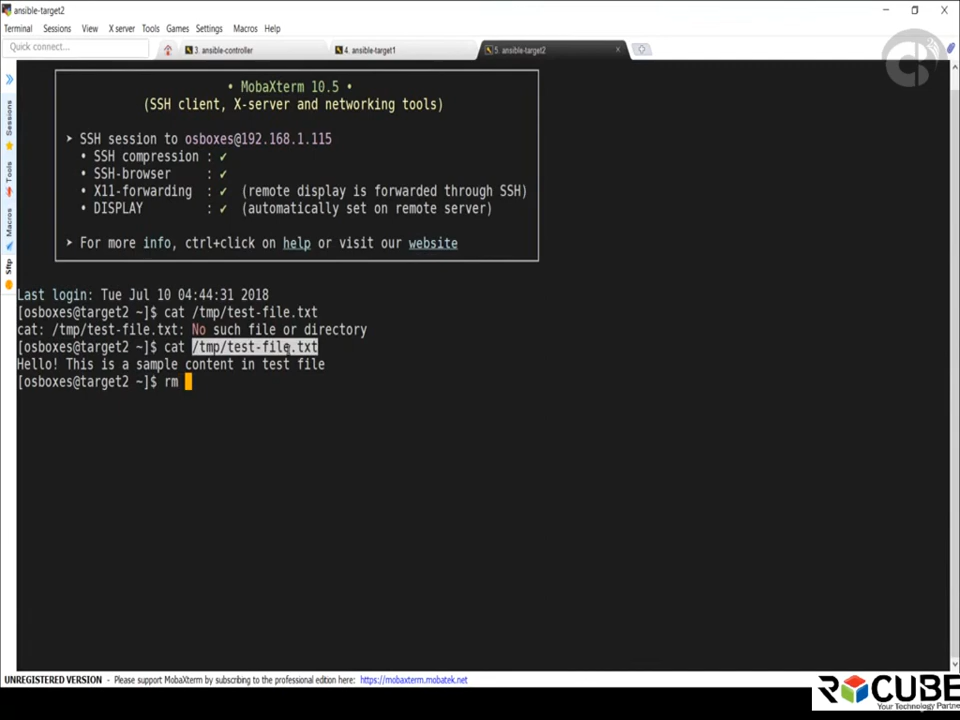 ansible-target2
Terminal Sessions View X server Tools Games Settings Macros Help
Quick connect...
3. ansible-controller
4. ansible-target1
5. ansible-target2
Sessions
Tools
Macros
Sftp
• MobaXterm 10.5 •
(SSH client, X-server and networking tools)
➤ SSH session to osboxes@192.168.1.115
• SSH compression : ✓
• SSH-browser : ✓
• X11-forwarding : ✓ (remote display is forwarded through SSH)
• DISPLAY : ✓ (automatically set on remote server)
➤ For more info, ctrl+click on help or visit our website
Last login: Tue Jul 10 04:44:31 2018
[osboxes@target2 ~]$ cat /tmp/test-file.txt
cat: /tmp/test-file.txt: No such file or directory
[osboxes@target2 ~]$ cat /tmp/test-file.txt
Hello! This is a sample content in test file
[osboxes@target2 ~]$ rm
UNREGISTERED VERSION - Please support MobaXterm by subscribing to the professional edition here: https://mobaxterm.mobatek.net
RCUBE
Your Technology Partne